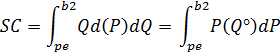 SC = ∫_{pe}^{b2} Qd(P)dQ = ∫_{pe}^{b2} P(Q°)dP